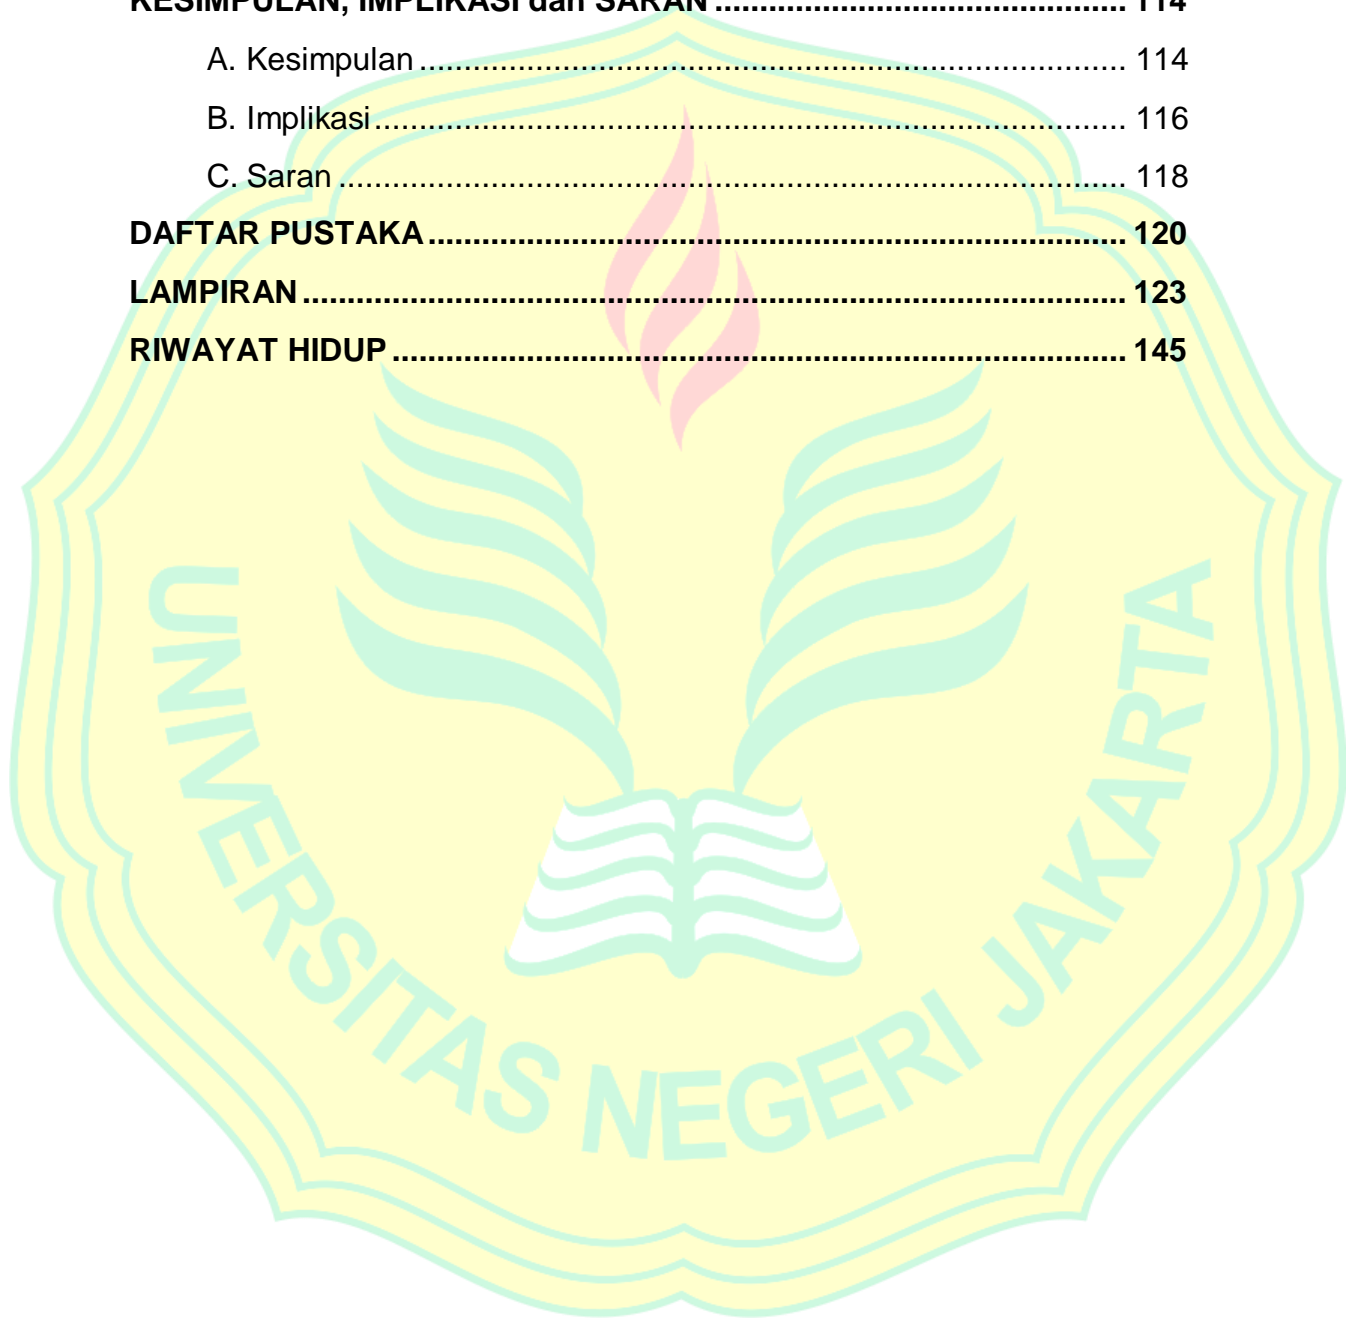 KESIMPULAN, IMPLIKASI dan SARAN .............................................. 114
A. Kesimpulan ................................................................................ 114
B. Implikasi ..................................................................................... 116
C. Saran ......................................................................................... 118
DAFTAR PUSTAKA .............................................................................. 120
LAMPIRAN ............................................................................................ 123
RIWAYAT HIDUP .................................................................................. 145
UNIVERSITAS NEGERI JAKARTA